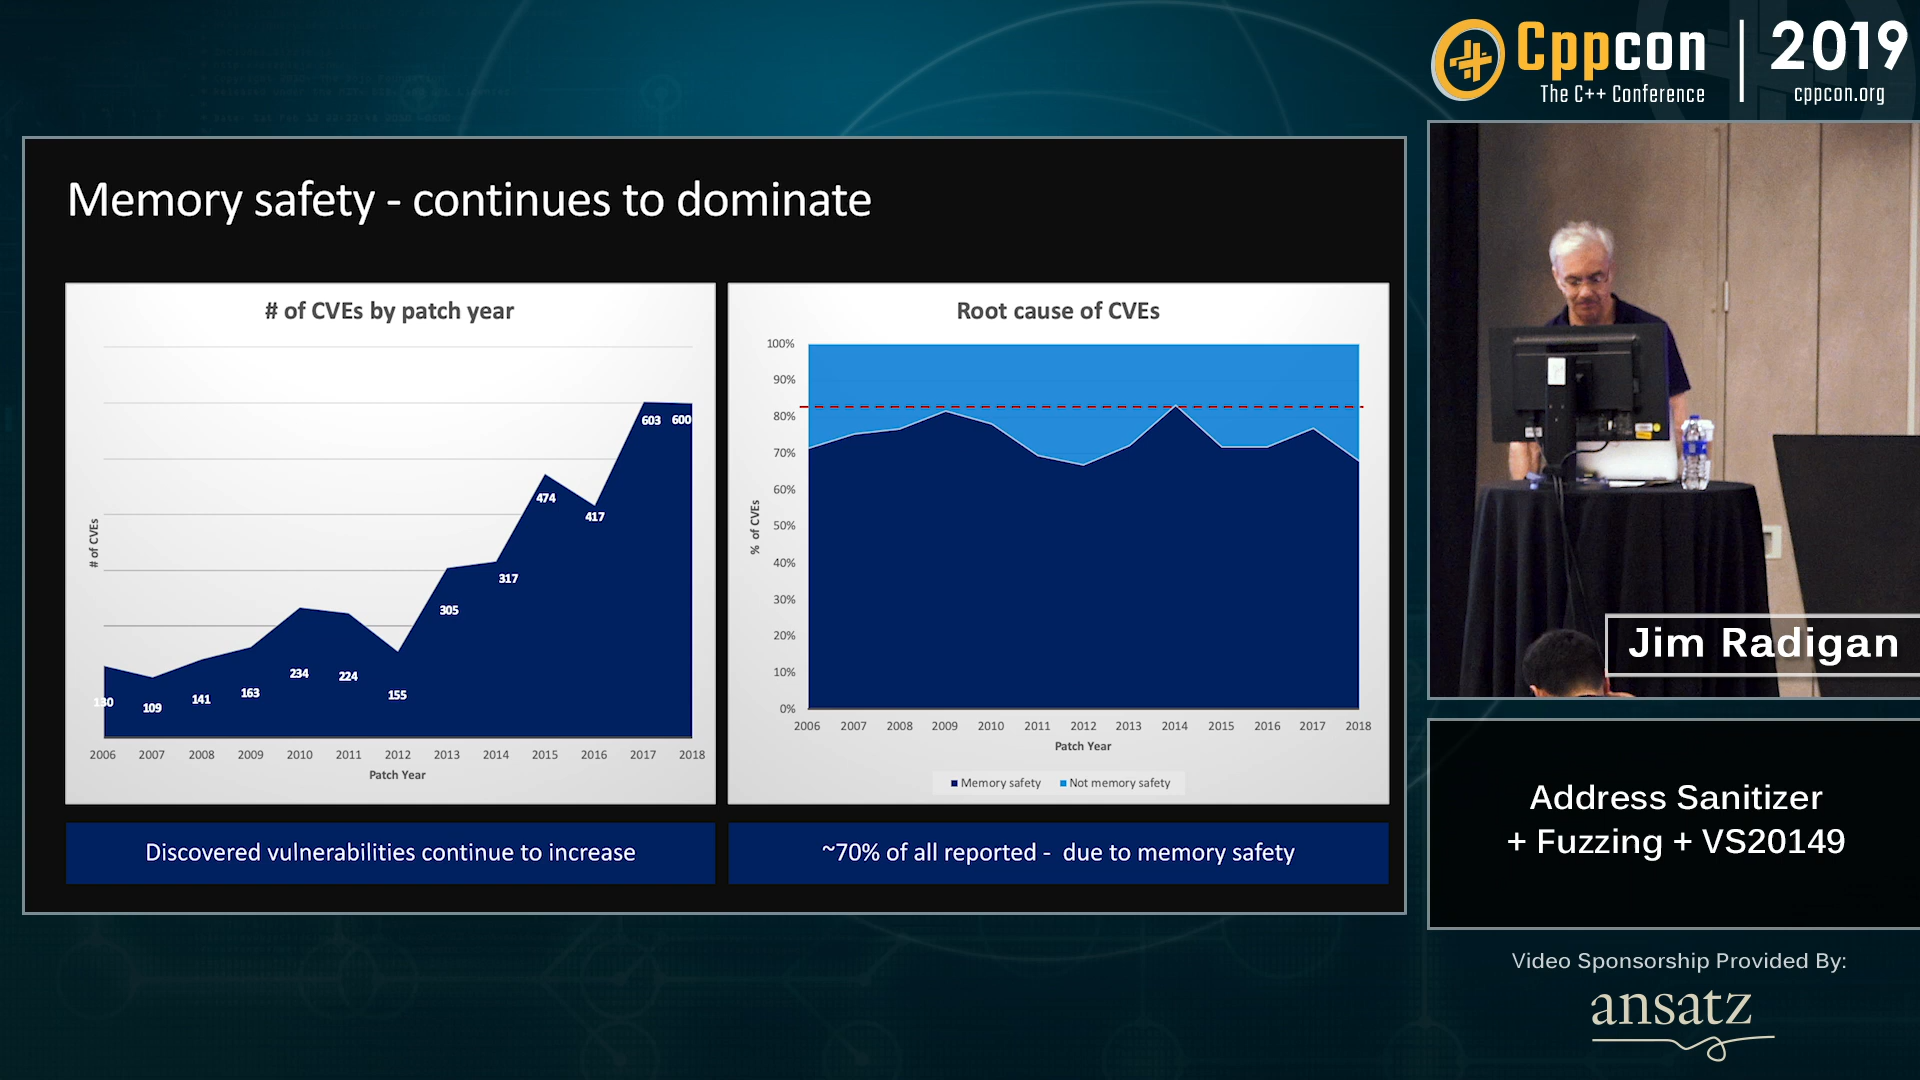 Cppcon
The C++ Conference
2019
cppcon.org
Memory safety - continues to dominate
# of CVEs by patch year
# of CVEs
603
600
474
417
317
305
234
224
163
155
141
130
109
2006 2007 2008 2009 2010 2011 2012 2013 2014 2015 2016 2017 2018
Patch Year
Discovered vulnerabilities continue to increase
Root cause of CVEs
% of CVEs
100%
90%
80%
70%
60%
50%
40%
30%
20%
10%
0%
2006 2007 2008 2009 2010 2011 2012 2013 2014 2015 2016 2017 2018
Patch Year
Memory safety Not memory safety
~70% of all reported - due to memory safety
Jim Radigan
Address Sanitizer
+ Fuzzing + VS20149
Video Sponsorship Provided By:
ansatz